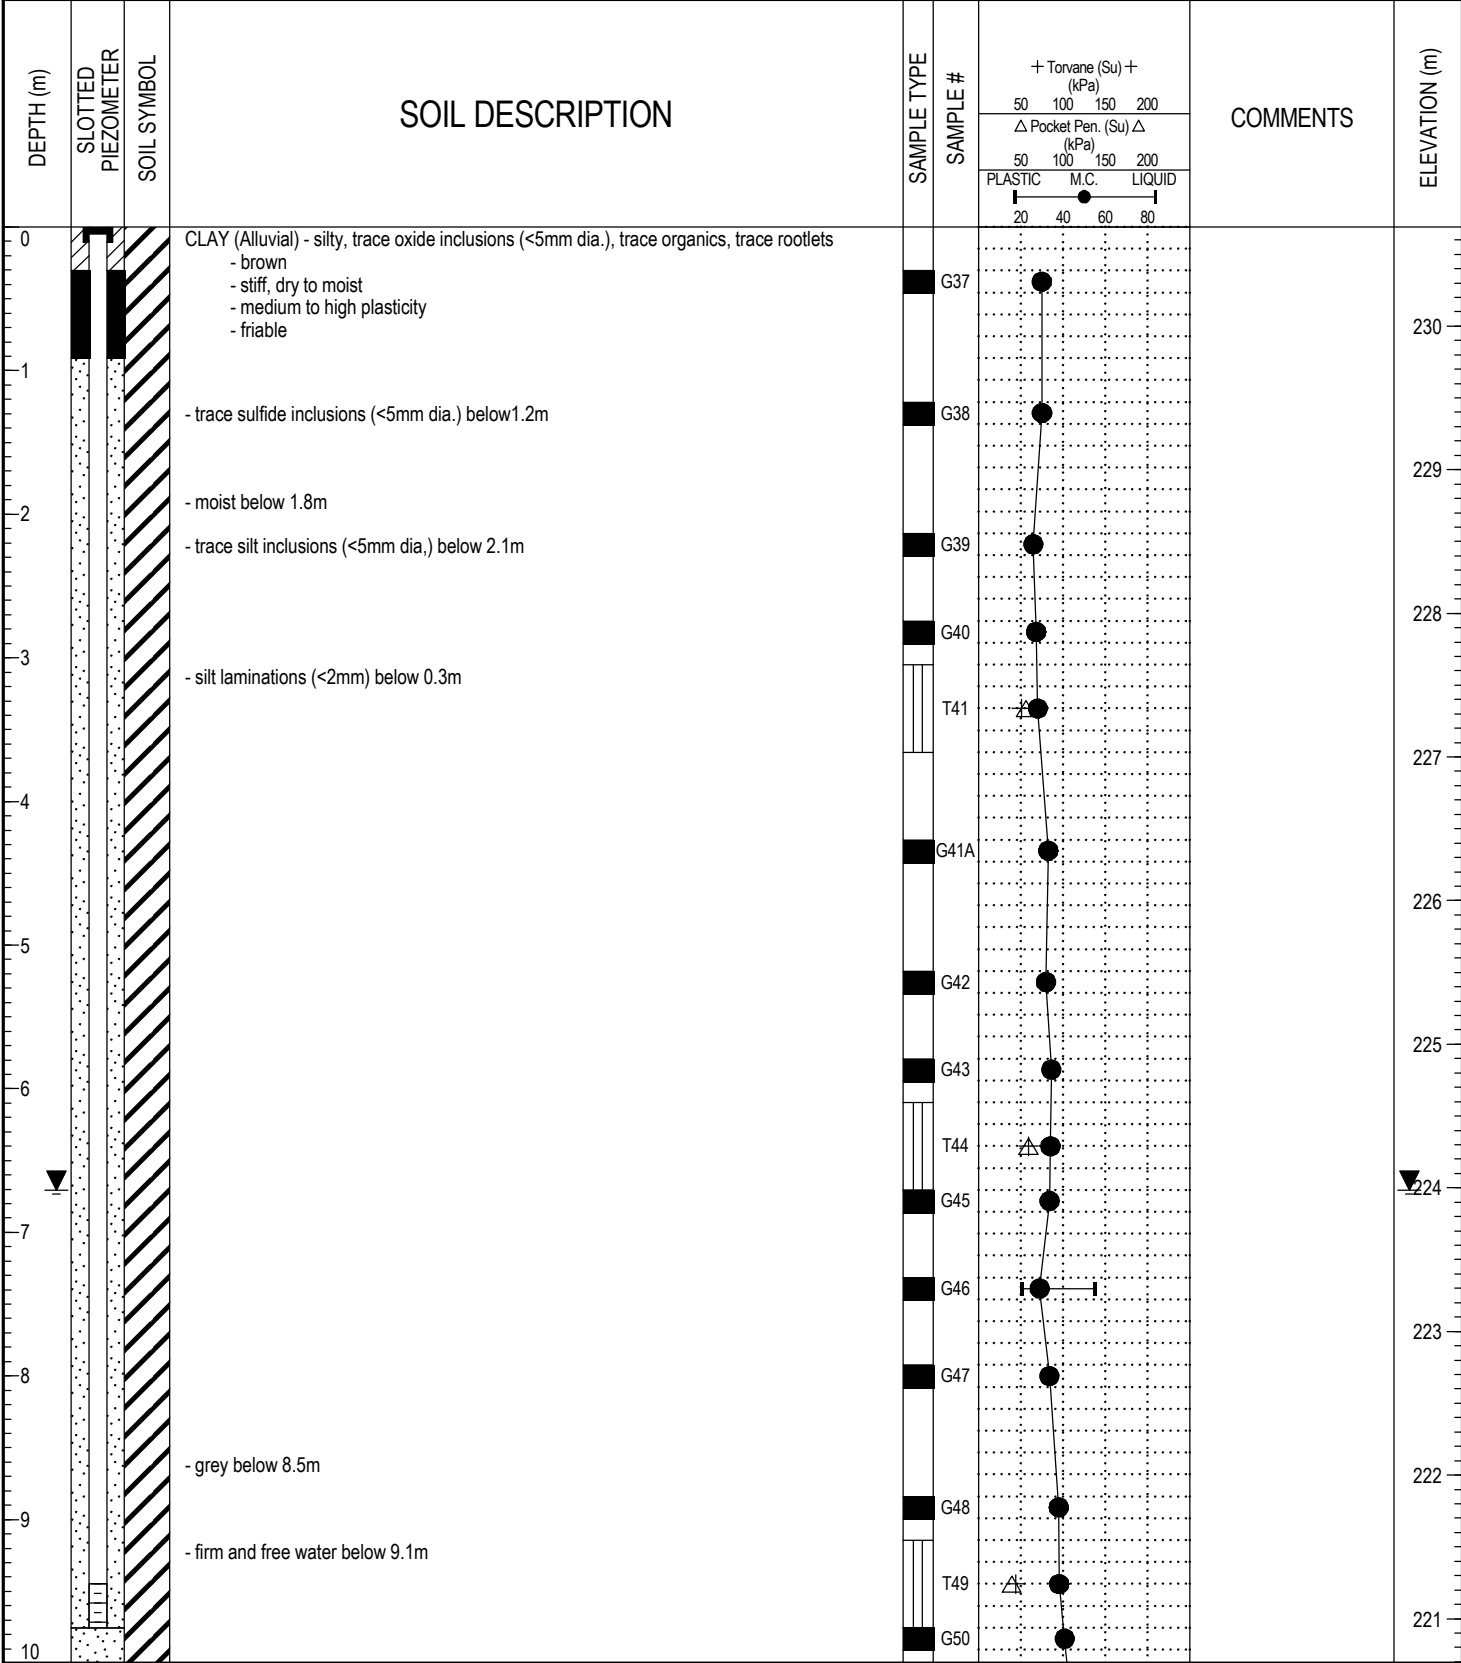 DEPTH (m)
SLOTTED
PIEZOMETER
SOIL SYMBOL
SOIL DESCRIPTION
SAMPLE TYPE
SAMPLE #
+ Torvane (Su) +
(kPa)
50 100 150 200
△ Pocket Pen. (Su) △
(kPa)
50 100 150 200
PLASTIC M.C. LIQUID
20 40 60 80
COMMENTS
ELEVATION (m)
0
CLAY (Alluvial) - silty, trace oxide inclusions (<5mm dia.), trace organics, trace rootlets
- brown
G37
- stiff, dry to moist
- medium to high plasticity
230
- friable
1
- trace sulfide inclusions (<5mm dia.) below1.2m
G38
229
- moist below 1.8m
2
- trace silt inclusions (<5mm dia,) below 2.1m
G39
228
G40
3
- silt laminations (<2mm) below 0.3m
T41
227
4
G41A
226
5
G42
225
G43
6
T44
224
G45
7
G46
223
8
G47
- grey below 8.5m
222
G48
9
- firm and free water below 9.1m
T49
221
G50
10